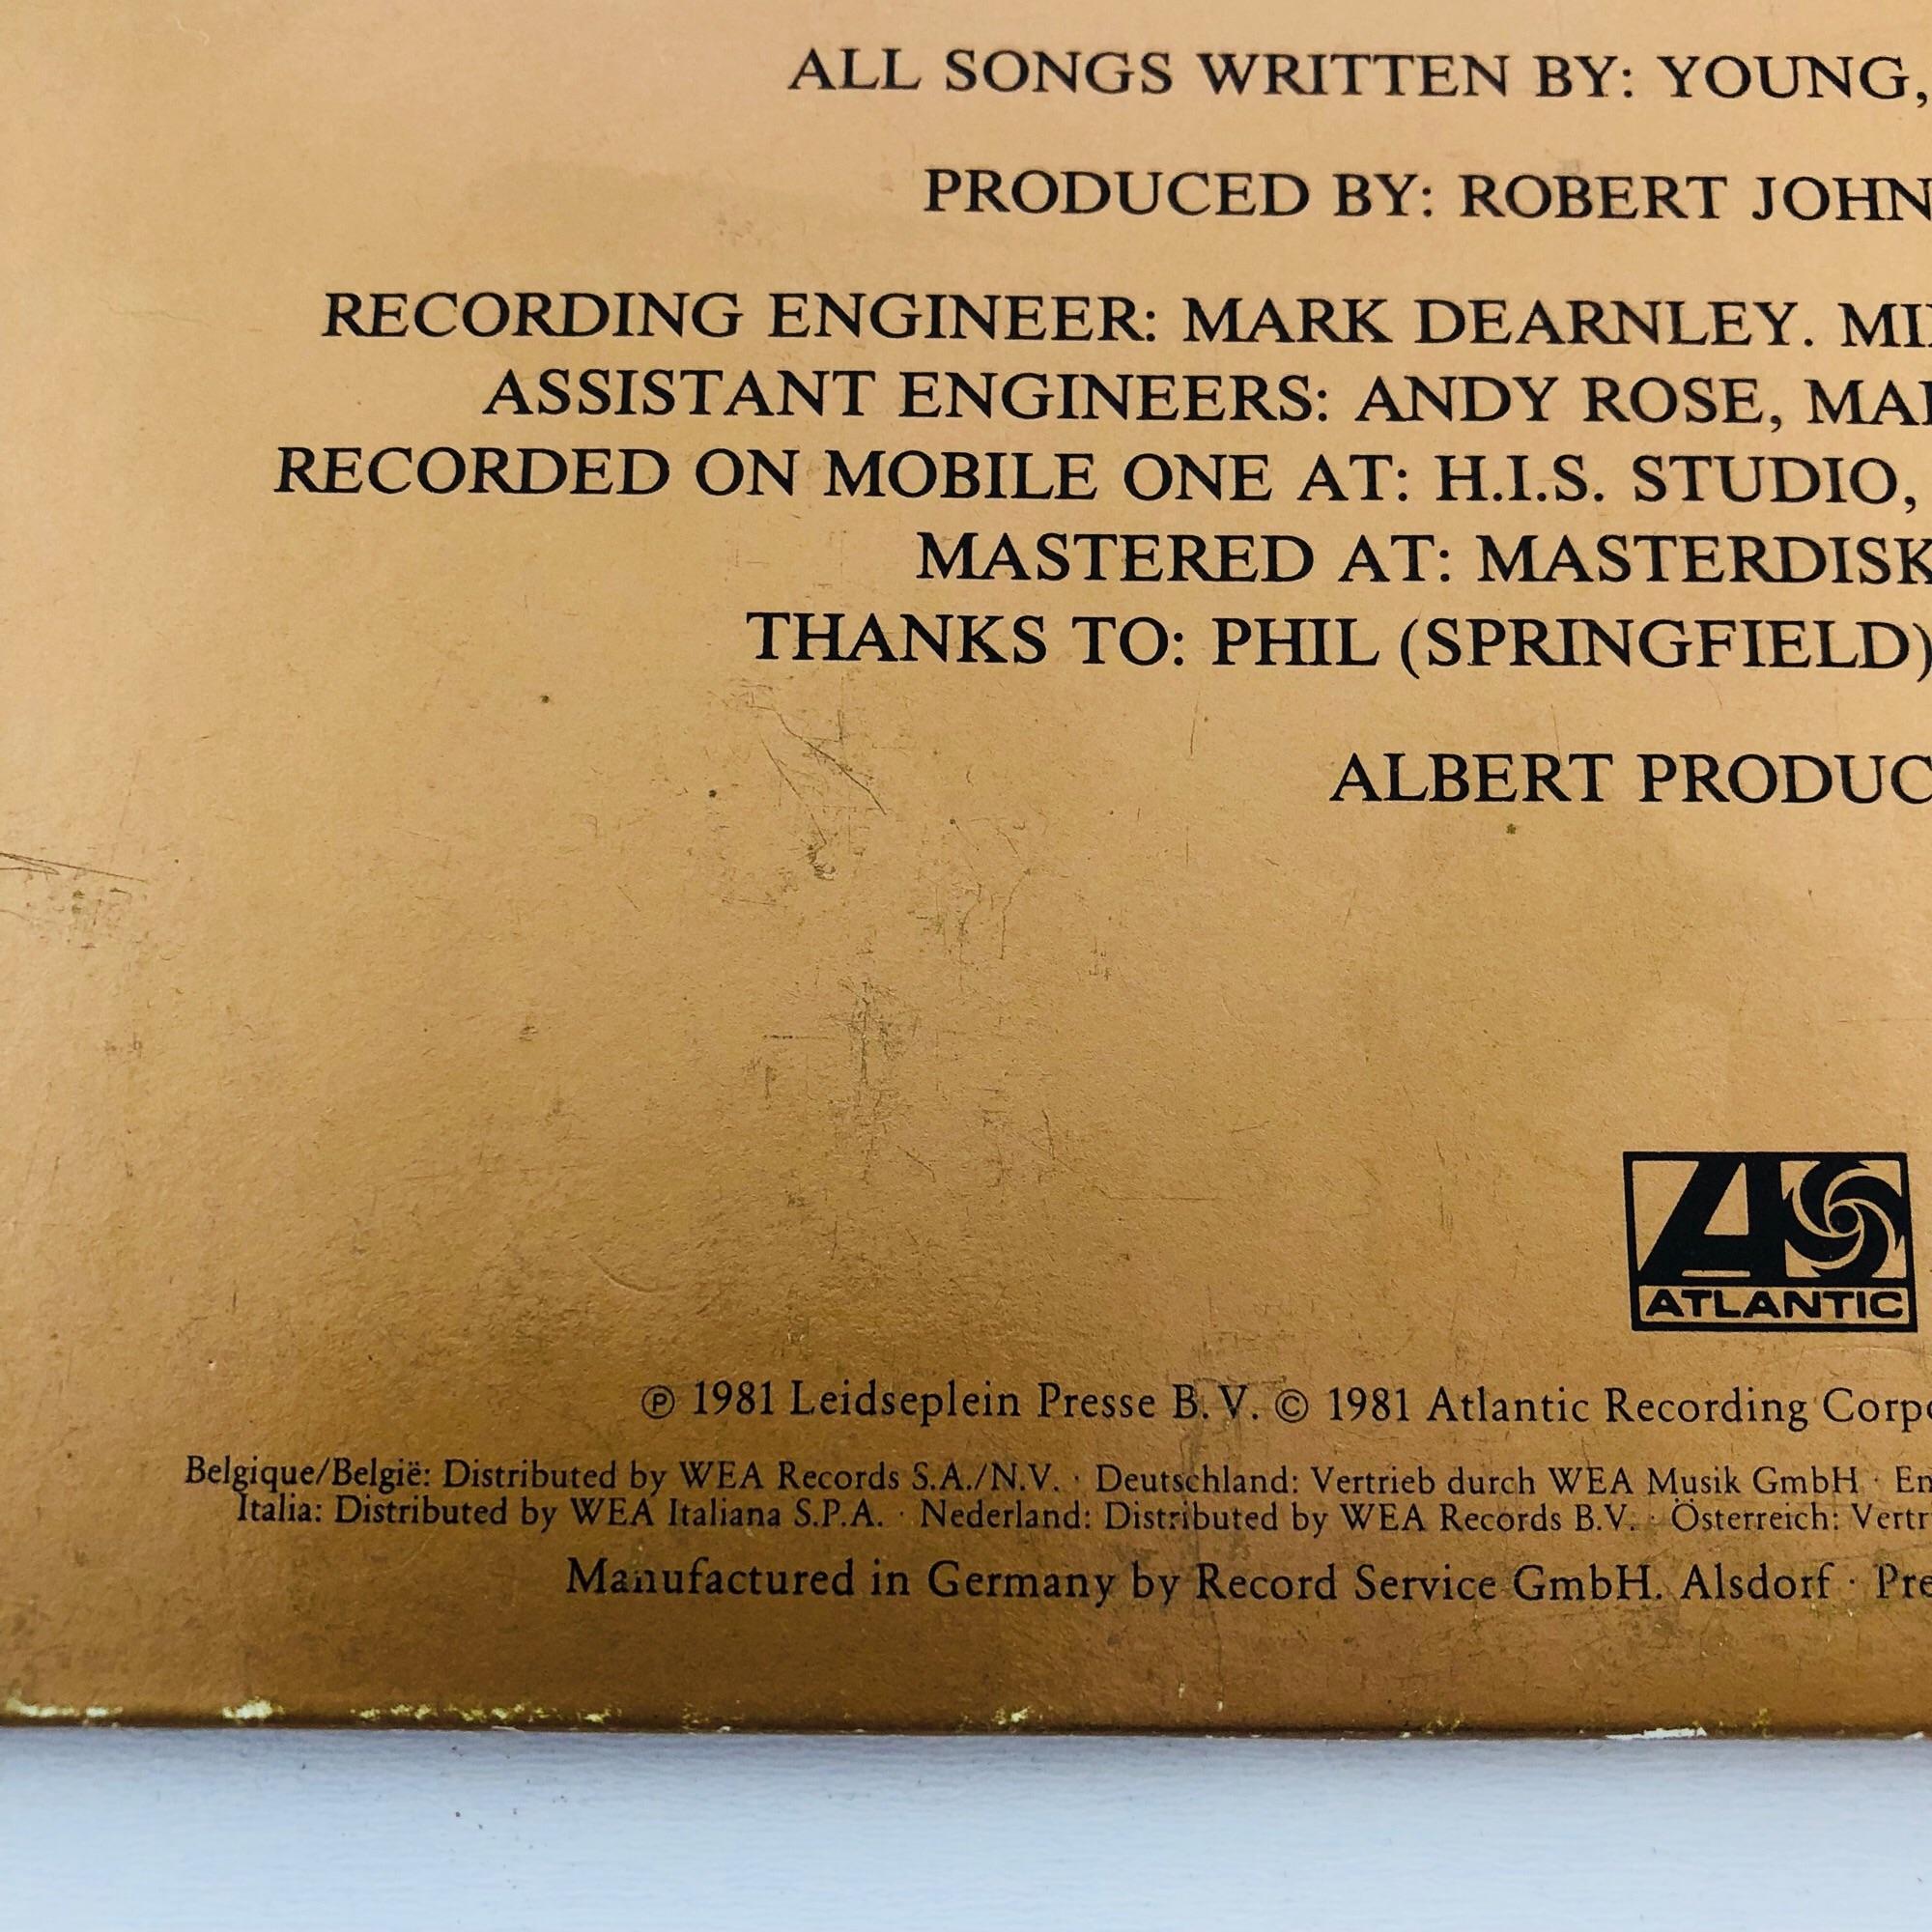 ALL SONGS WRITTEN BY: YOUNG,
PRODUCED BY: ROBERT JOHN
RECORDING ENGINEER: MARK DEARNLEY.
ASSISTANT ENGINEERS: ANDY ROSE,
RECORDED ON MOBILE ONE AT: H.I.S. STUDIO,
MASTERED AT: MASTERDISK
THANKS TO: PHIL (SPRINGFIELD)
ALBERT PRODUC
ATLANTIC
℗ 1981 Leidseplein Presse B.V. © 1981 Atlantic Recording Corp
Belgique/België: Distributed by WEA Records S.A./N.V. · Deutschland: Vertrieb durch WEA Musik GmbH ·
Italia: Distributed by WEA Italiana S.P.A. · Nederland: Distributed by WEA Records B.V. · Österreich: Vertr
Manufactured in Germany by Record Service GmbH. Alsdorf ·